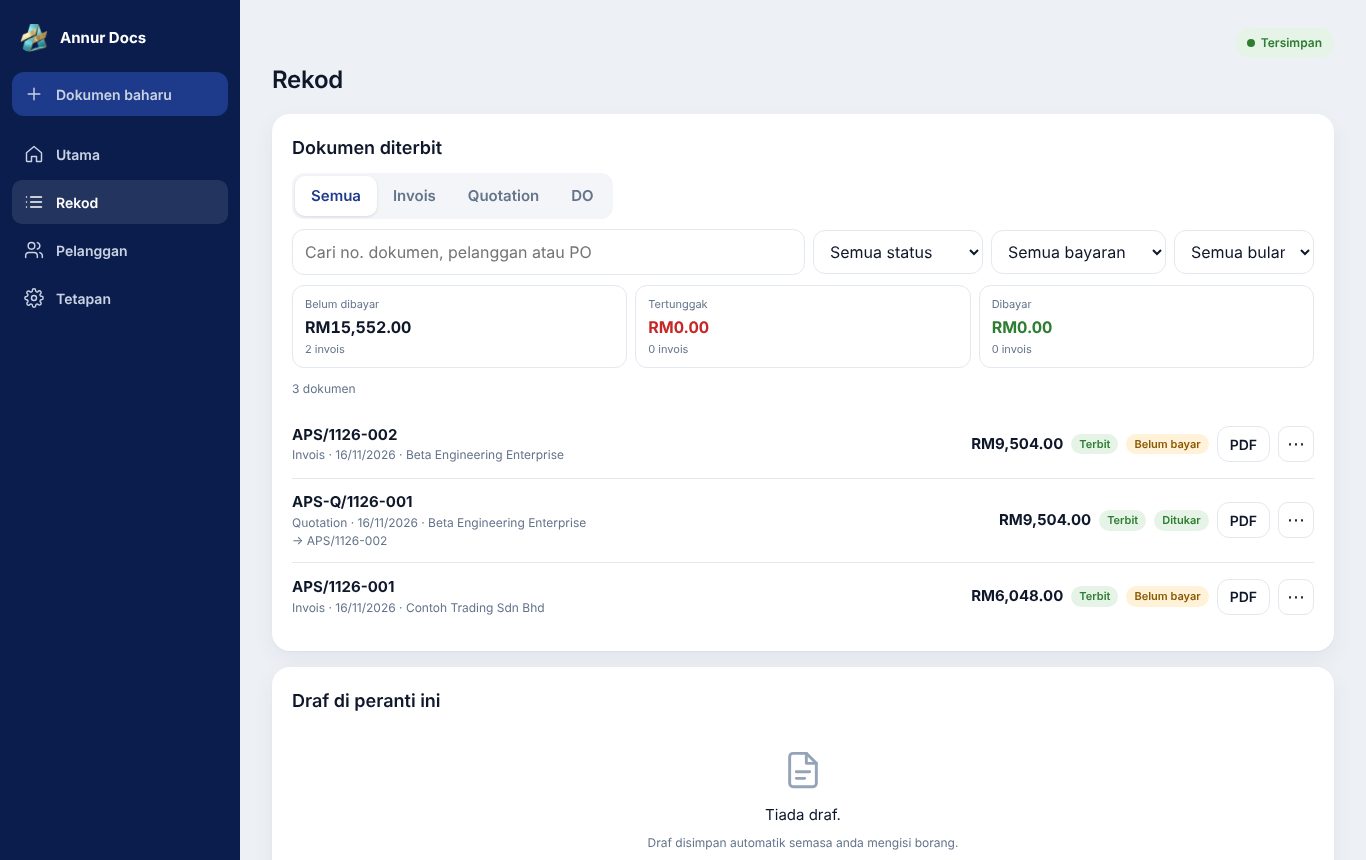 Annur Docs
Dokumen baharu
Utama
Rekod
Pelanggan
Tetapan
Tersimpan
Rekod
Dokumen diterbit
Semua Invois Quotation DO
Cari no. dokumen, pelanggan atau PO Semua status Semua bayaran Semua bular
Belum dibayar
RM15,552.00
2 invois
Tertunggak
RM0.00
0 invois
Dibayar
RM0.00
0 invois
3 dokumen
APS/1126-002
Invois · 16/11/2026 · Beta Engineering Enterprise
RM9,504.00 Terbit Belum bayar PDF ···
APS-Q/1126-001
Quotation · 16/11/2026 · Beta Engineering Enterprise
→ APS/1126-002
RM9,504.00 Terbit Ditukar PDF ···
APS/1126-001
Invois · 16/11/2026 · Contoh Trading Sdn Bhd
RM6,048.00 Terbit Belum bayar PDF ···
Draf di peranti ini
Tiada draf.
Draf disimpan automatik semasa anda mengisi borang.